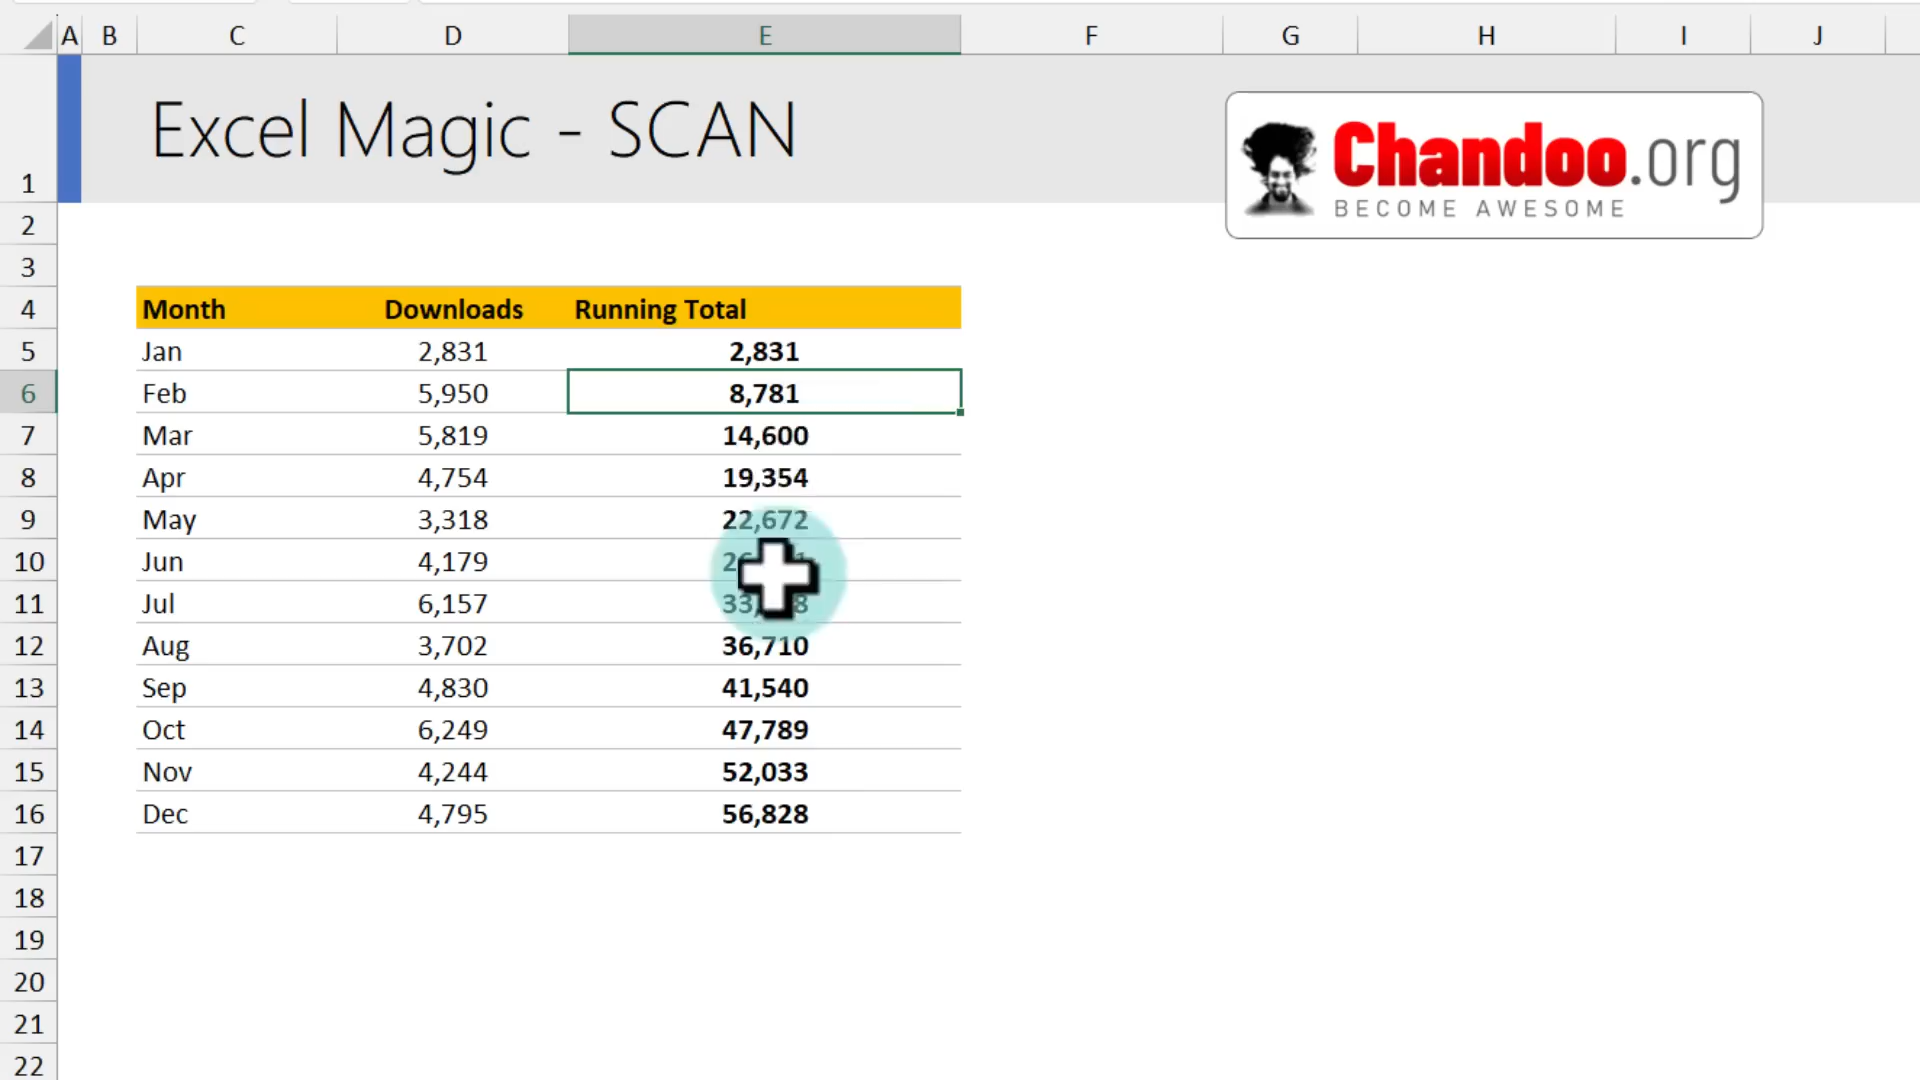 A B C D E F G H I J
1 Excel Magic - SCAN
Chandoo.org
BECOME AWESOME
2
3
4 Month Downloads Running Total
5 Jan 2,831 2,831
6 Feb 5,950 8,781
7 Mar 5,819 14,600
8 Apr 4,754 19,354
9 May 3,318 22,672
10 Jun 4,179
11 Jul 6,157
12 Aug 3,702 36,710
13 Sep 4,830 41,540
14 Oct 6,249 47,789
15 Nov 4,244 52,033
16 Dec 4,795 56,828
17
18
19
20
21
22